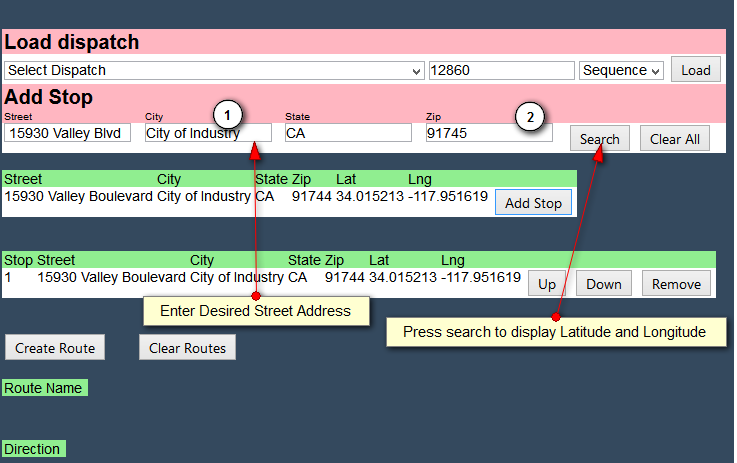 Load dispatch
Select Dispatch 12860 Sequence Load
Add Stop
Street City State Zip
1 2
15930 Valley Blvd City of Industry CA 91745 Search Clear All
Street City State Zip Lat Lng
15930 Valley Boulevard City of Industry CA 91744 34.015213 -117.951619 Add Stop
Stop Street City State Zip Lat Lng
1 15930 Valley Boulevard City of Industry CA 91744 34.015213 -117.951619 Up Down Remove
Enter Desired Street Address
Press search to display Latitude and Longitude
Create Route Clear Routes
Route Name
Direction